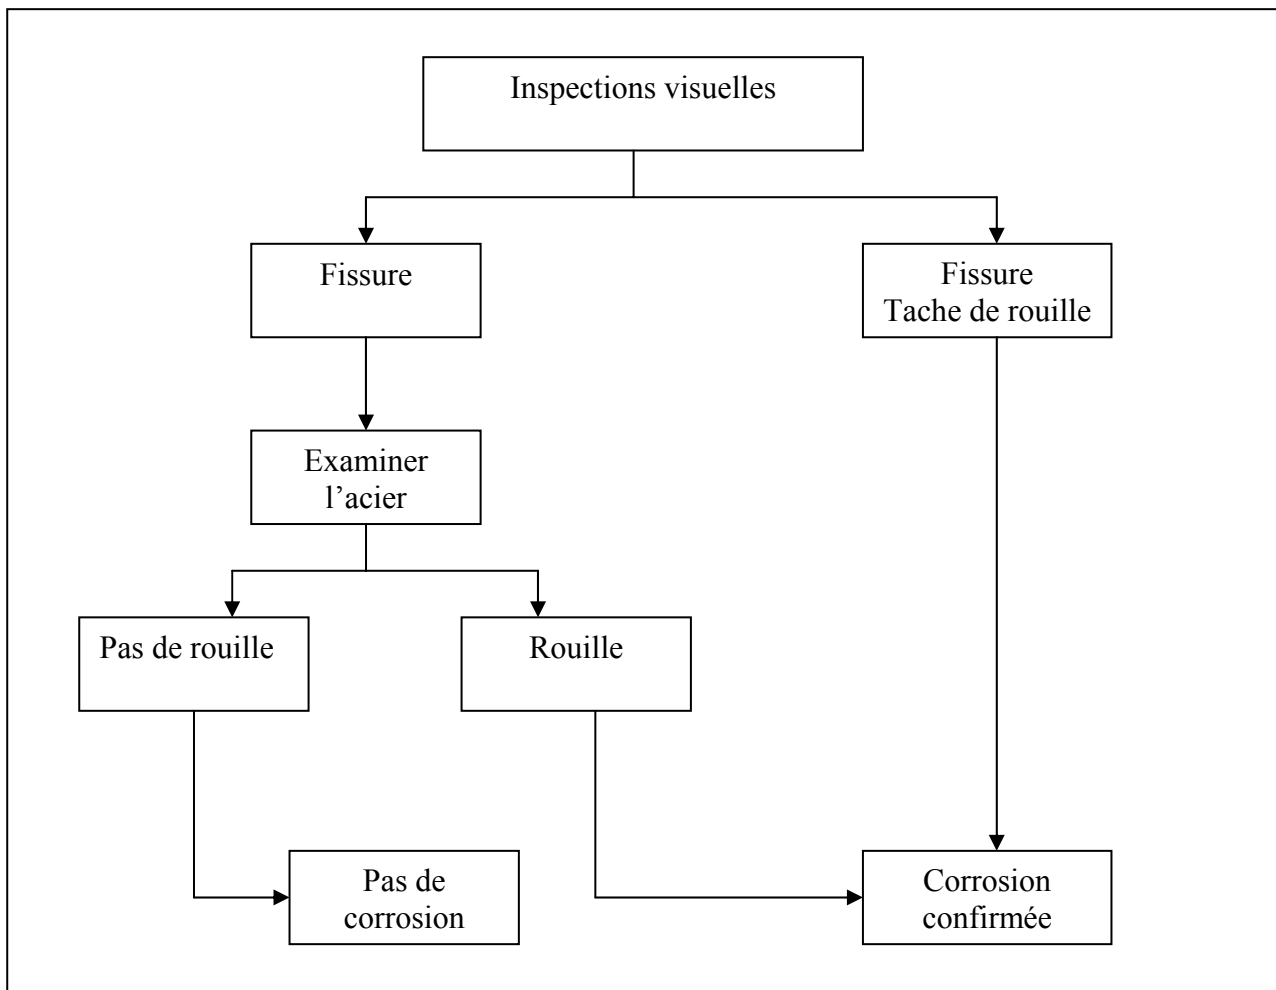 Inspections visuelles
Fissure
Fissure
Tache de rouille
Examiner
l’acier
Pas de rouille
Rouille
Pas de
corrosion
Corrosion
confirmée